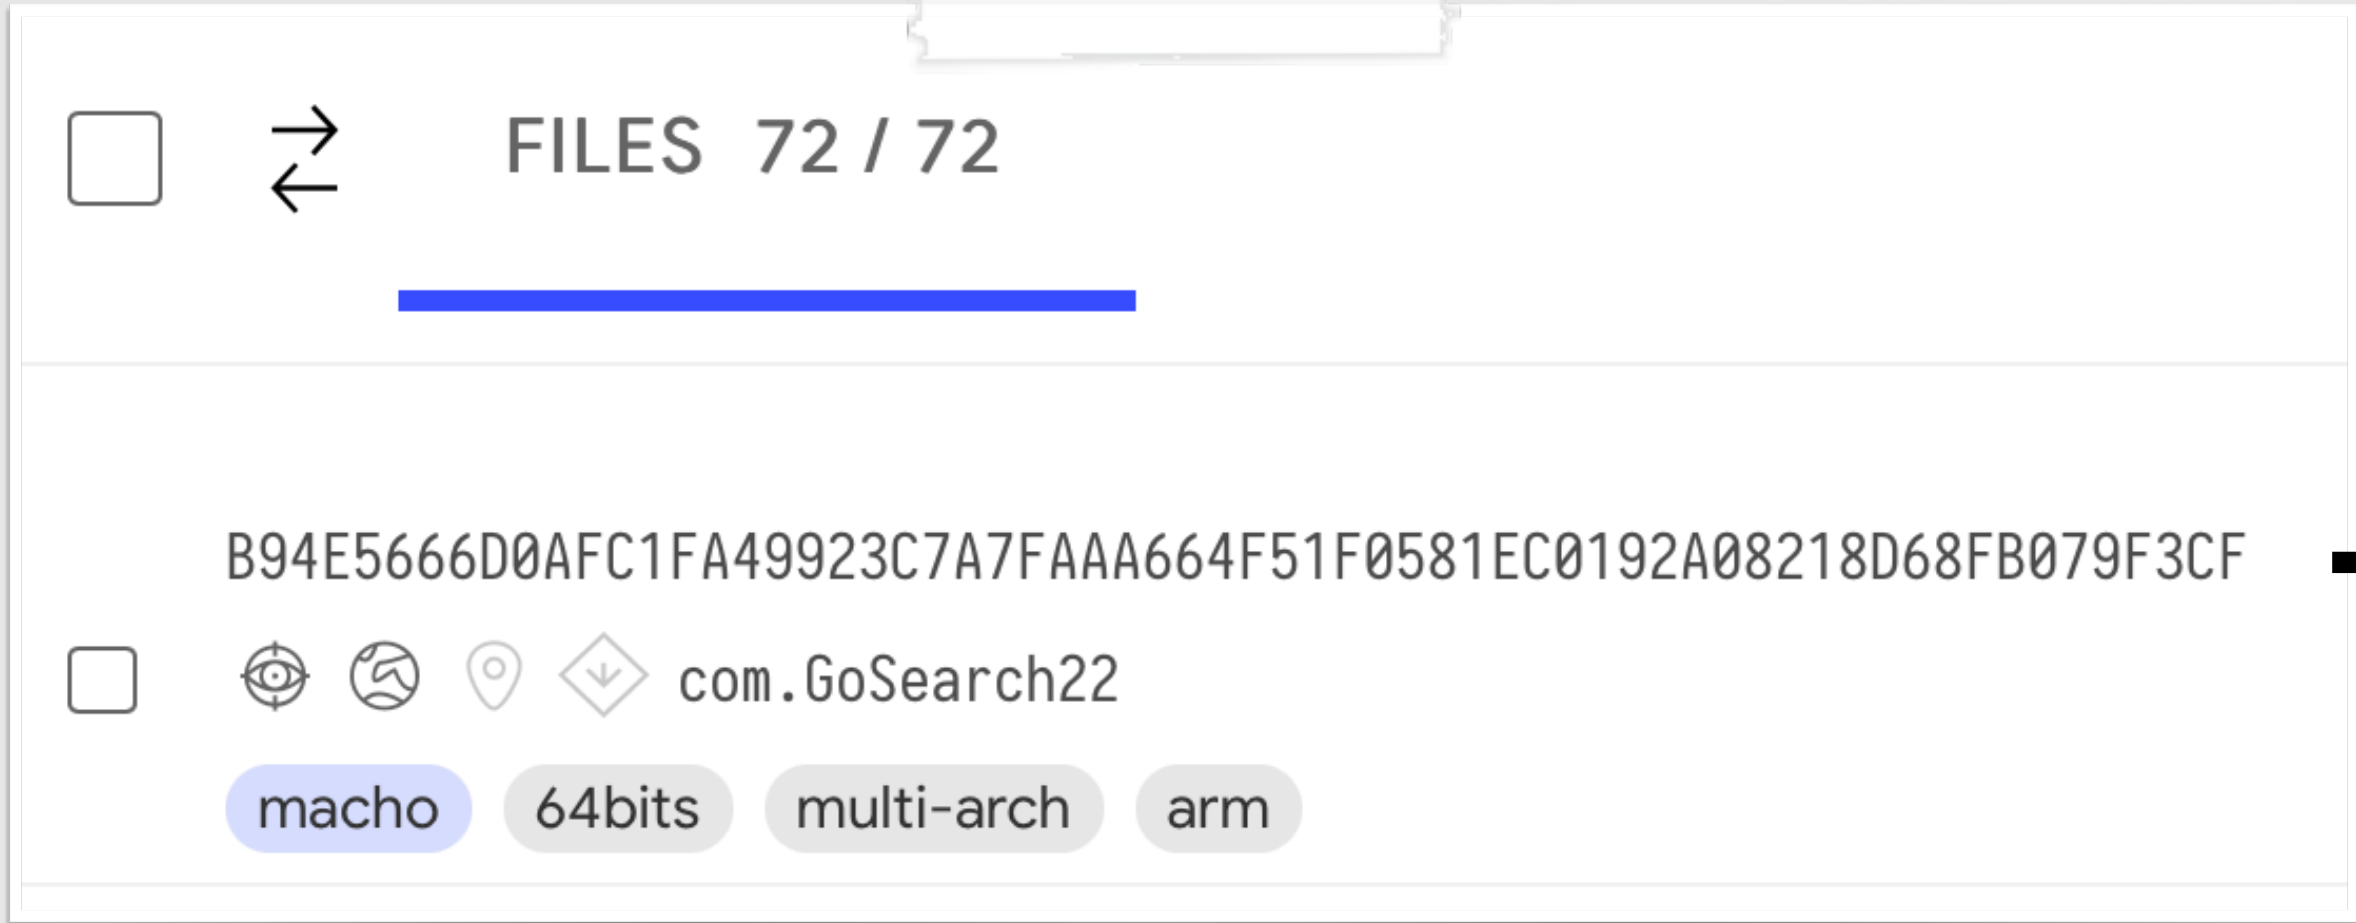 FILES 72 / 72
B94E5666D0AFC1FA49923C7A7FAAA664F51F0581EC0192A08218D68FB079F3CF
com.GoSearch22
macho 64bits multi-arch arm